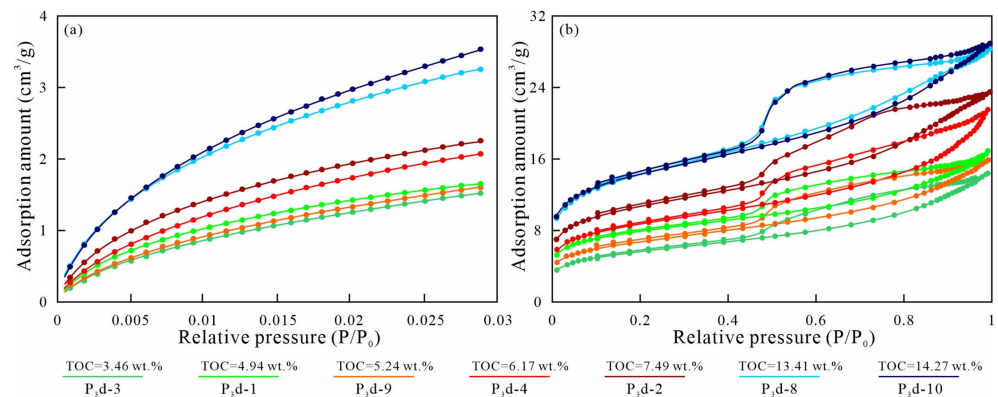 (a)
Adsorption amount (cm³/g)
4
3
2
1
0
0
0.005
0.01
0.015
0.02
0.025
0.03
Relative pressure (P/P₀)
(b)
Adsorption amount (cm³/g)
32
24
16
8
0
0
0.2
0.4
0.6
0.8
1
Relative pressure (P/P₀)
TOC=3.46 wt.% TOC=4.94 wt.% TOC=5.24 wt.% TOC=6.17 wt.% TOC=7.49 wt.% TOC=13.41 wt.% TOC=14.27 wt.%
P₃d-3 P₃d-1 P₃d-9 P₃d-4 P₃d-2 P₃d-8 P₃d-10